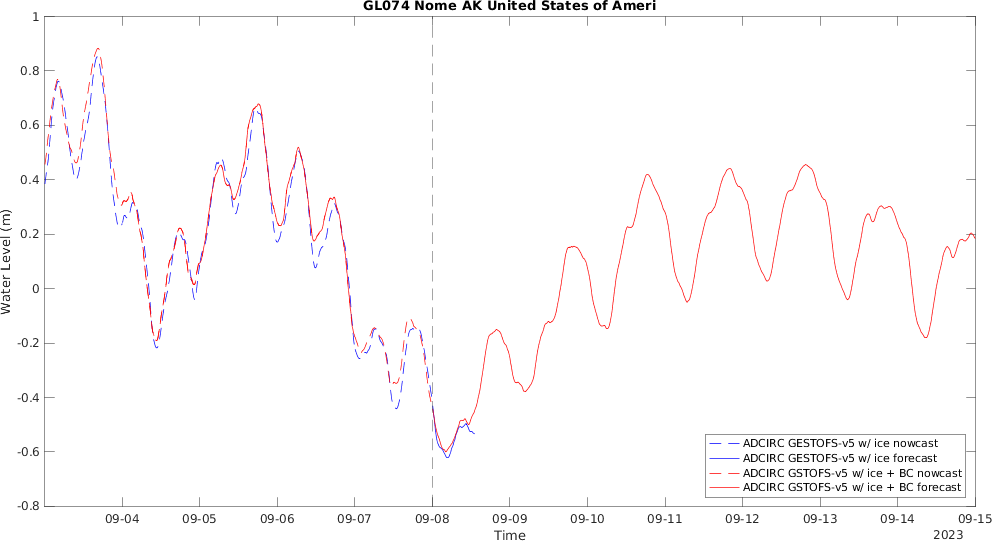 GL074 Nome AK United States of Ameri
Water Level (m)
1
0.8
0.6
0.4
0.2
0
-0.2
-0.4
-0.6
-0.8
ADCIRC GESTOFS-v5 w/ ice nowcast
ADCIRC GESTOFS-v5 w/ ice forecast
ADCIRC GSTOFS-v5 w/ ice + BC nowcast
ADCIRC GSTOFS-v5 w/ ice + BC forecast
09-04 09-05 09-06 09-07 09-08 09-09 09-10 09-11 09-12 09-13 09-14 09-15
Time
2023